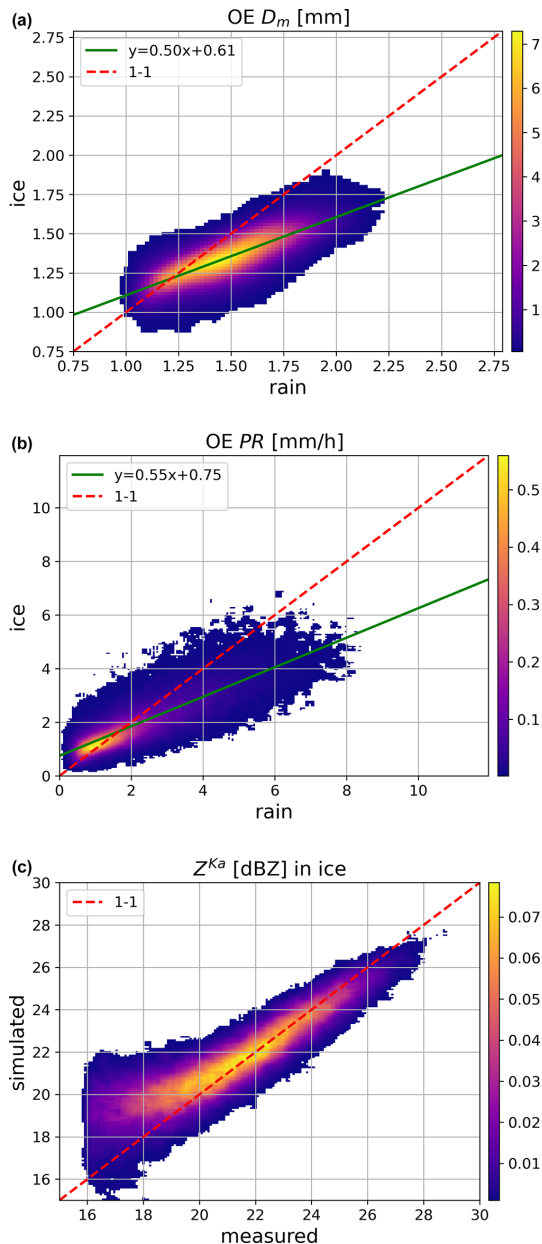 (a)
OE Dm [mm]
y=0.50x+0.61
1-1
2.75
2.50
2.25
2.00
1.75
1.50
1.25
1.00
0.75
ice
0.75 1.00 1.25 1.50 1.75 2.00 2.25 2.50 2.75
rain
7
6
5
4
3
2
1
(b)
OE PR [mm/h]
y=0.55x+0.75
1-1
10
8
6
4
2
0
ice
0 2 4 6 8 10
rain
0.5
0.4
0.3
0.2
0.1
(c)
Z^Ka [dBZ] in ice
1-1
30
28
26
24
22
20
18
16
simulated
16 18 20 22 24 26 28 30
measured
0.07
0.06
0.05
0.04
0.03
0.02
0.01